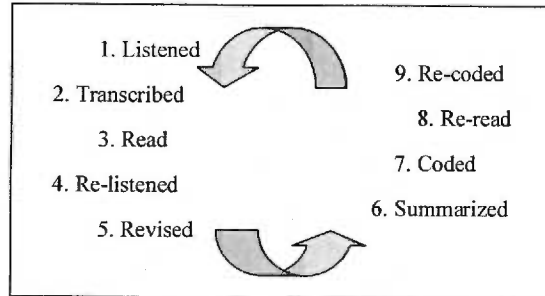 1. Listened
2. Transcribed
3. Read
4. Re-listened
5. Revised
6. Summarized
7. Coded
8. Re-read
9. Re-coded